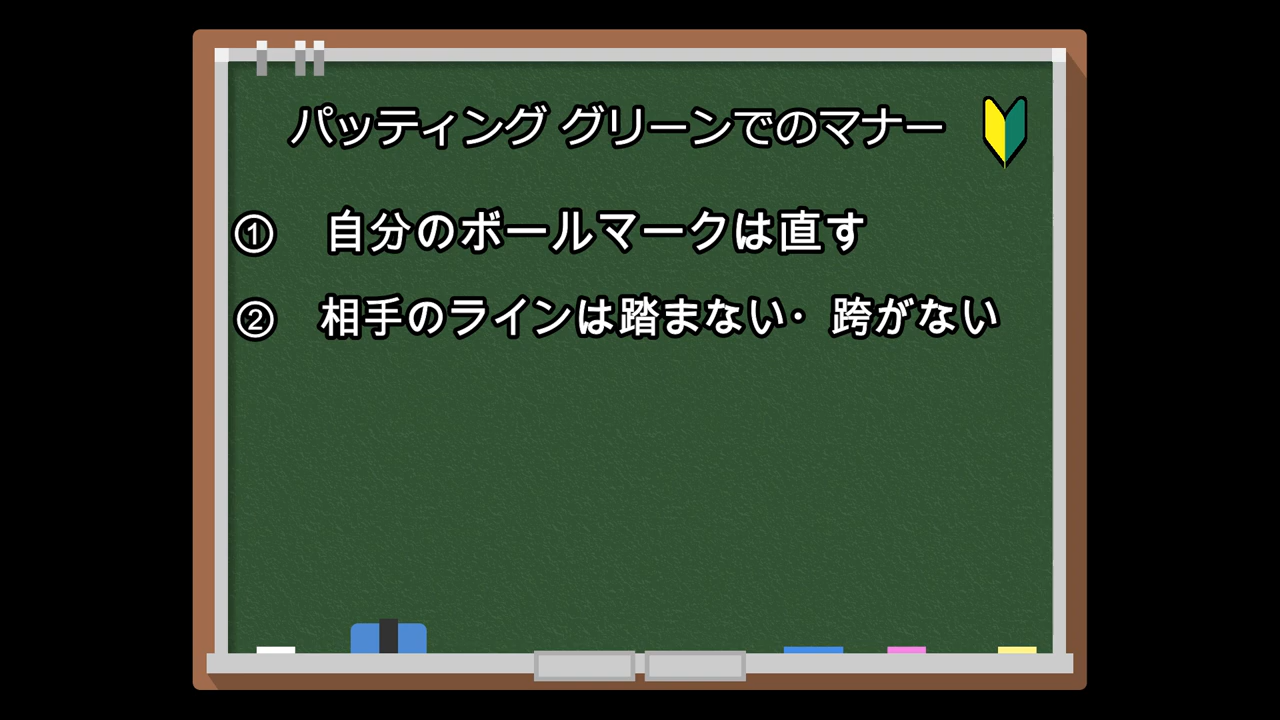 パッティング グリーンでのマナー
① 自分のボールマークは直す
② 相手のラインは踏まない・跨がない